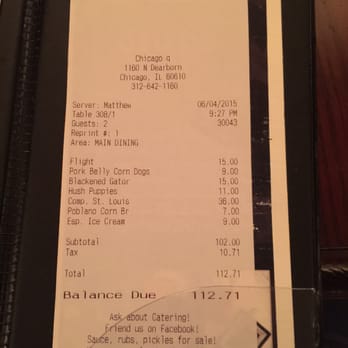 Chicago q
1160 N Dearborn
Chicago, IL 60610
312-642-1160
Server: Matthew 06/04/2015
Table 308/1 9:27 PM
Guests: 2 30043
Reprint #: 1
Area: MAIN DINING
Flight 15.00
Pork Belly Corn Dogs 9.00
Blackened Gator 15.00
Hush Puppies 11.00
Comp. St. Louis 36.00
Poblano Corn Br 7.00
Esp. Ice Cream 9.00
Subtotal 102.00
Tax 10.71
Total 112.71
Balance Due 112.71
Ask about Catering!
Friend us on Facebook!
Sauce, rubs, pickles for sale!